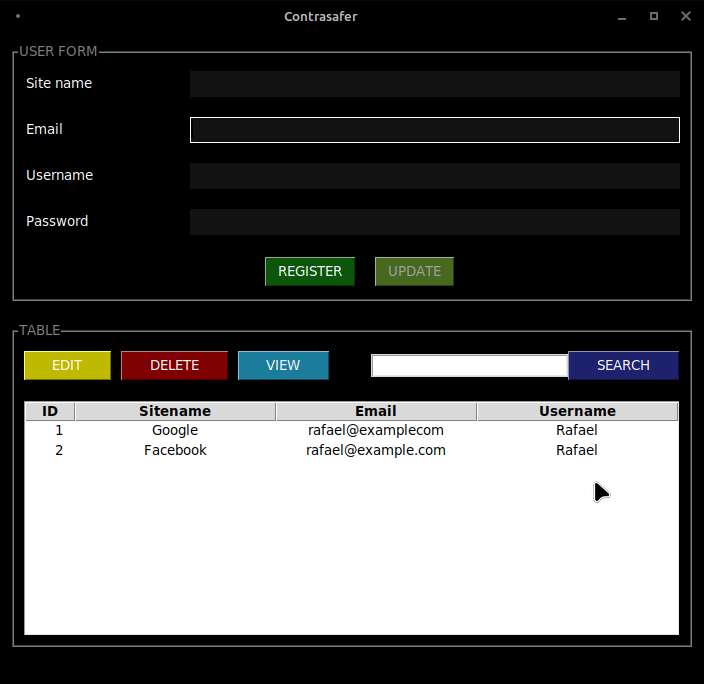 Contrasafer
USER FORM
Site name
Email
Username
Password
REGISTER UPDATE
TABLE
EDIT DELETE VIEW SEARCH
ID Sitename Email Username
1 Google rafael@examplecom Rafael
2 Facebook rafael@example.com Rafael